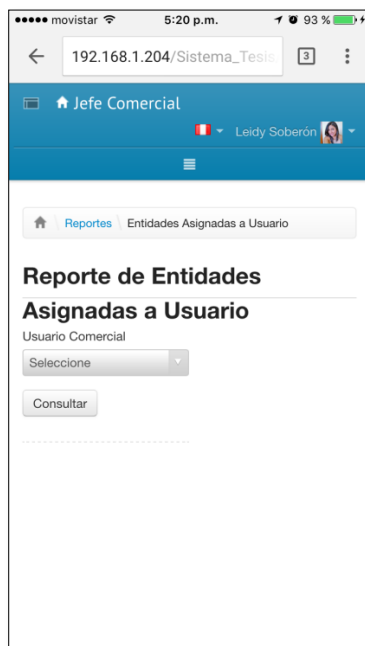 movistar 5:20 p.m. 93 %
192.168.1.204/Sistema_Tesis 3
Jefe Comercial
Leidy Soberón
Reportes Entidades Asignadas a Usuario
Reporte de Entidades
Asignadas a Usuario
Usuario Comercial
Seleccione
Consultar